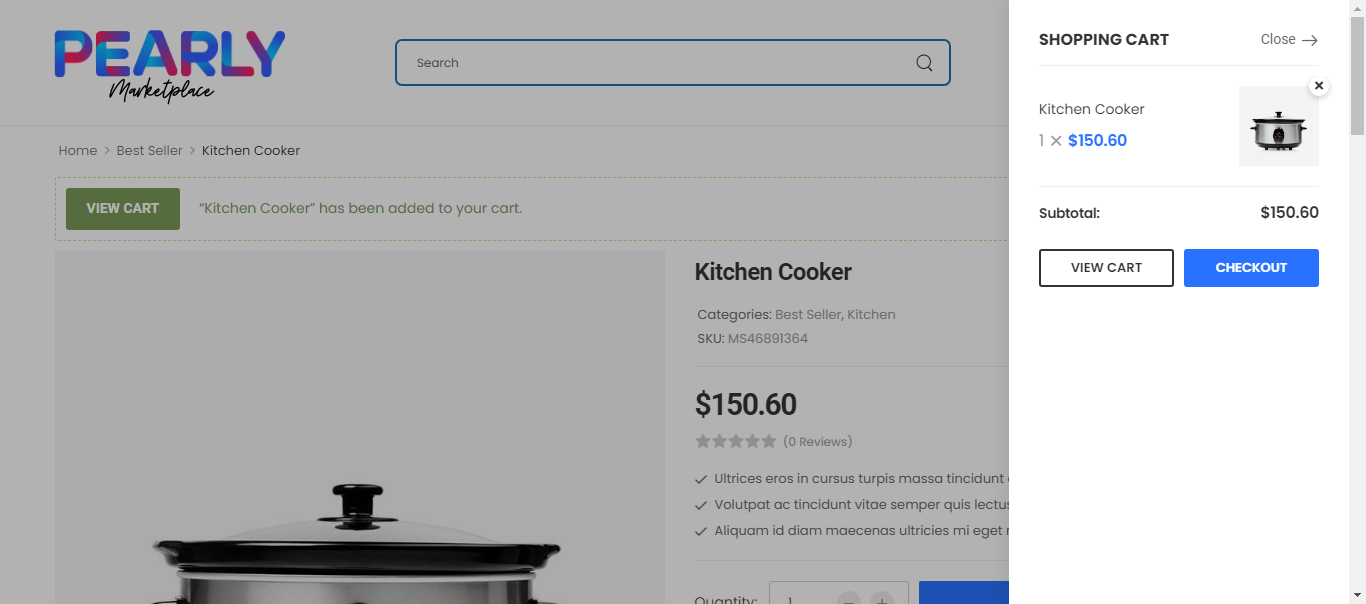 PEARLY
Marketplace
Search
Home > Best Seller > Kitchen Cooker
VIEW CART
“Kitchen Cooker” has been added to your cart.
Kitchen Cooker
Categories: Best Seller, Kitchen
SKU: MS46891364
$150.60
(0 Reviews)
Ultrices eros in cursus turpis massa tincidunt
Volutpat ac tincidunt vitae semper quis lectus
Aliquam id diam maecenas ultricies mi eget
Quantity:
1
SHOPPING CART
Close →
Kitchen Cooker
1 × $150.60
Subtotal: $150.60
VIEW CART
CHECKOUT